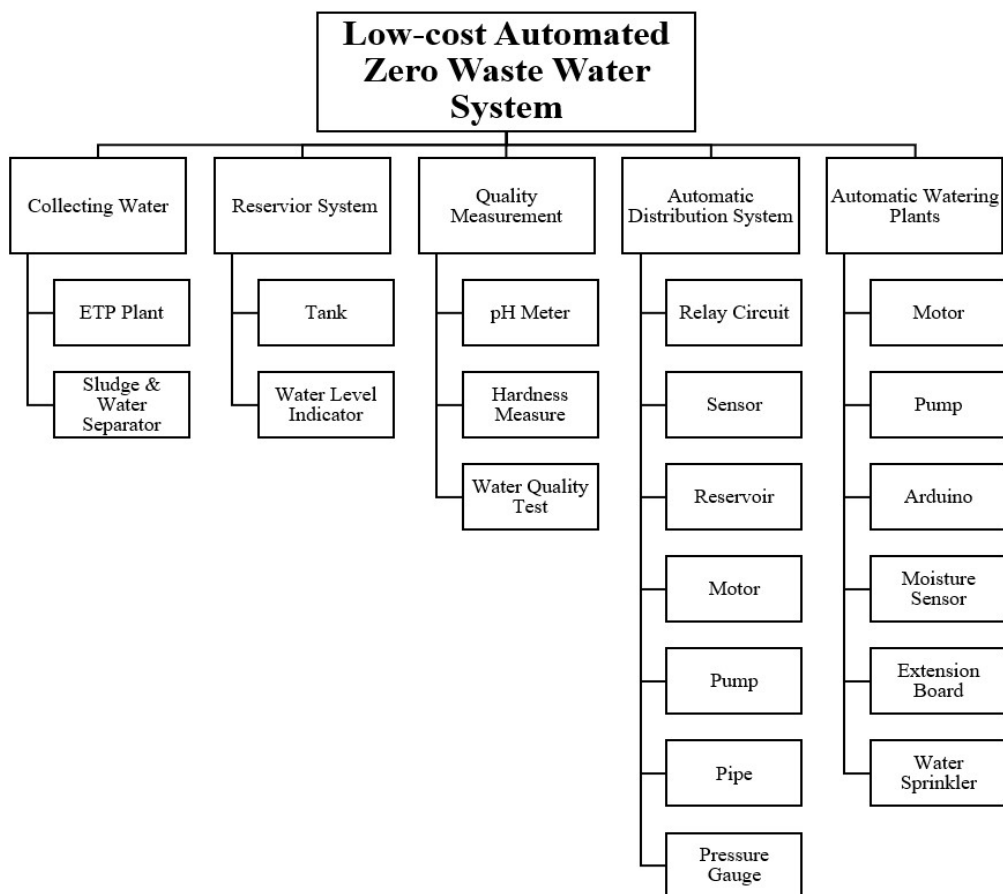 Low-cost Automated
Zero Waste Water
System
Collecting Water
Reservior System
Quality
Measurement
Automatic
Distribution System
Automatic Watering
Plants
ETP Plant
Sludge &
Water
Separator
Tank
Water Level
Indicator
pH Meter
Hardness
Measure
Water Quality
Test
Relay Circuit
Sensor
Reservoir
Motor
Pump
Pipe
Pressure
Gauge
Motor
Pump
Arduino
Moisture
Sensor
Extension
Board
Water
Sprinkler